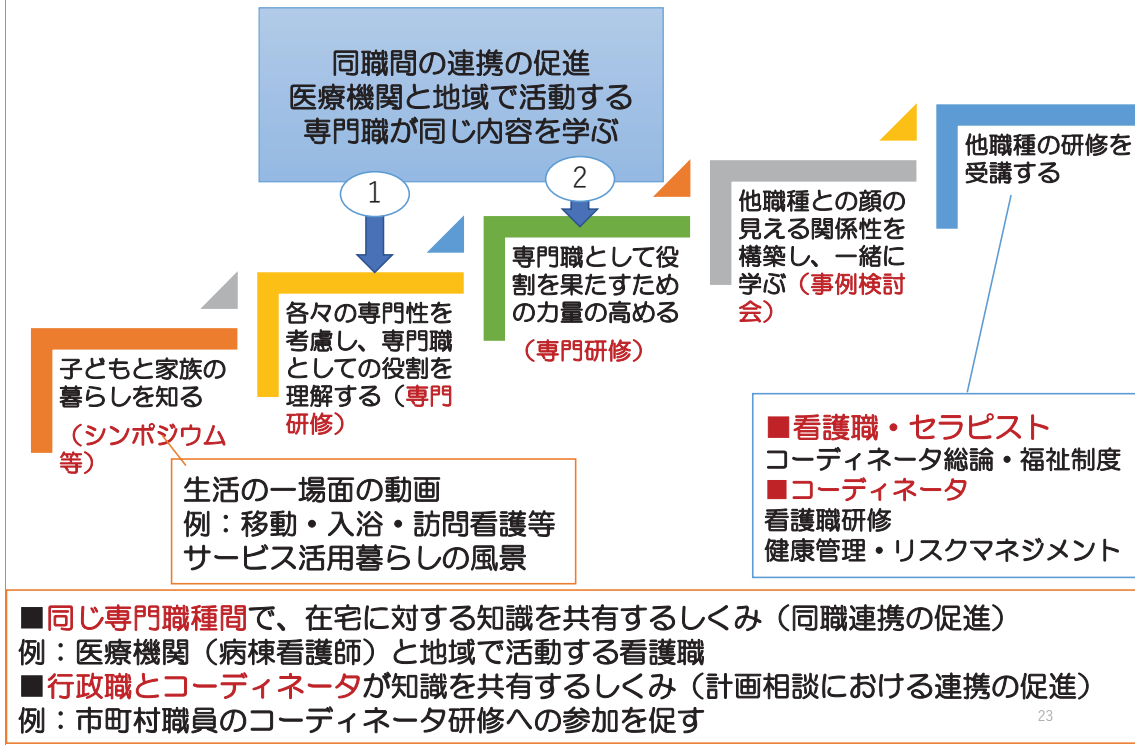 同職間の連携の促進
医療機関と地域で活動する
専門職が同じ内容を学ぶ
1
2
子どもと家族の
暮らしを知る
（シンポジウム
等）
各々の専門性を
考慮し、専門職
としての役割を
理解する（専門
研修）
専門職として役
割を果たすため
の力量の高める
（専門研修）
他職種との顔の
見える関係性を
構築し、一緒に
学ぶ（事例検討
会）
他職種の研修を
受講する
生活の一場面の動画
例：移動・入浴・訪問看護等
サービス活用暮らしの風景
■看護職・セラピスト
コーディネータ総論・福祉制度
■コーディネータ
看護職研修
健康管理・リスクマネジメント
■同じ専門職種間で、在宅に対する知識を共有するしくみ（同職連携の促進）
例：医療機関（病棟看護師）と地域で活動する看護職
■行政職とコーディネータが知識を共有するしくみ（計画相談における連携の促進）
例：市町村職員のコーディネータ研修への参加を促す
23